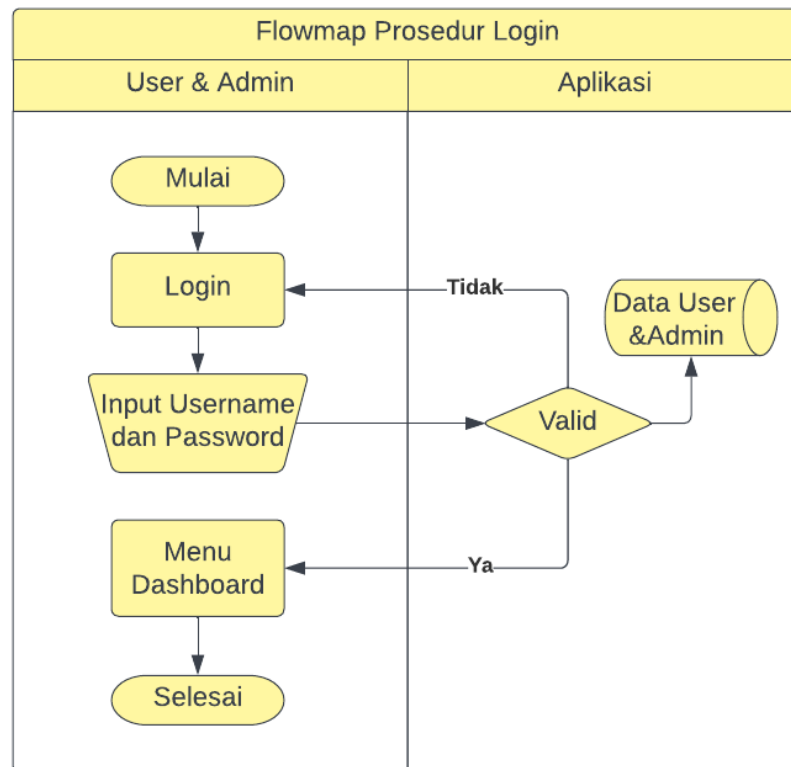 Flowmap Prosedur Login
User & Admin
Aplikasi
Mulai
Login
Tidak
Data User
&Admin
Input Username
dan Password
Valid
Menu
Dashboard
Ya
Selesai